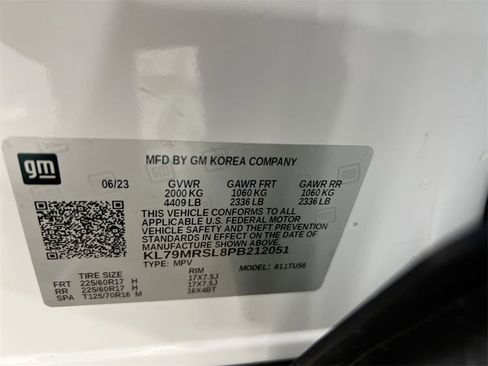 gm
MFD BY GM KOREA COMPANY
06/23 GVWR GAWR FRT GAWR RR
2000 KG 1060 KG 1060 KG
4409 LB 2336 LB 2336 LB
THIS VEHICLE CONFORMS TO ALL
APPLICABLE U.S. FEDERAL MOTOR
VEHICLE SAFETY, BUMPER, AND THEFT
PREVENTION STANDARDS IN EFFECT ON THE DATE OF
MANUFACTURE SHOWN ABOVE.
KL79MRSL8PB212051
TYPE: MPV MODEL: 811TU56
TIRE SIZE RIM
FRT 225/60R17 H 17X7.5J
RR 225/60R17 H 17X7.5J
SPA T125/70R16 M 16X4BT